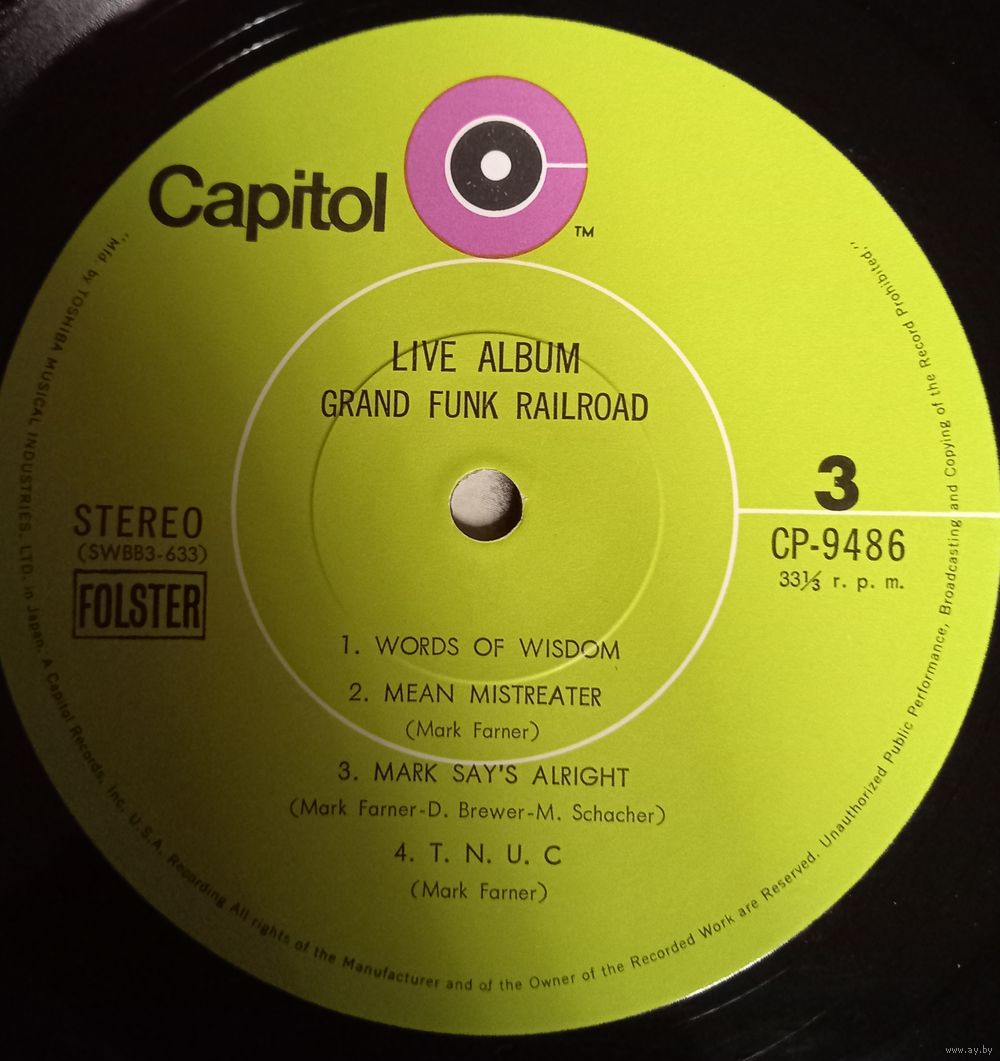 Capitol
TM
LIVE ALBUM
GRAND FUNK RAILROAD
3
STEREO
(SWBB3-633)
FOLSTER
CP-9486
33⅓ r. p. m.
1. WORDS OF WISDOM
2. MEAN MISTREATER
(Mark Farner)
3. MARK SAY'S ALRIGHT
(Mark Farner-D. Brewer-M. Schacher)
4. T. N. U. C
(Mark Farner)
"Mfd. by TOSHIBA MUSICAL INDUSTRIES, LTD. in Japan. A Capitol Records, Inc. U.S.A. Recording All rights of the Manufacturer and of the Owner of the Recorded Work are Reserved. Unauthorized Public Performance, Broadcasting and Copying of the Record Prohibited."
www.ay.by